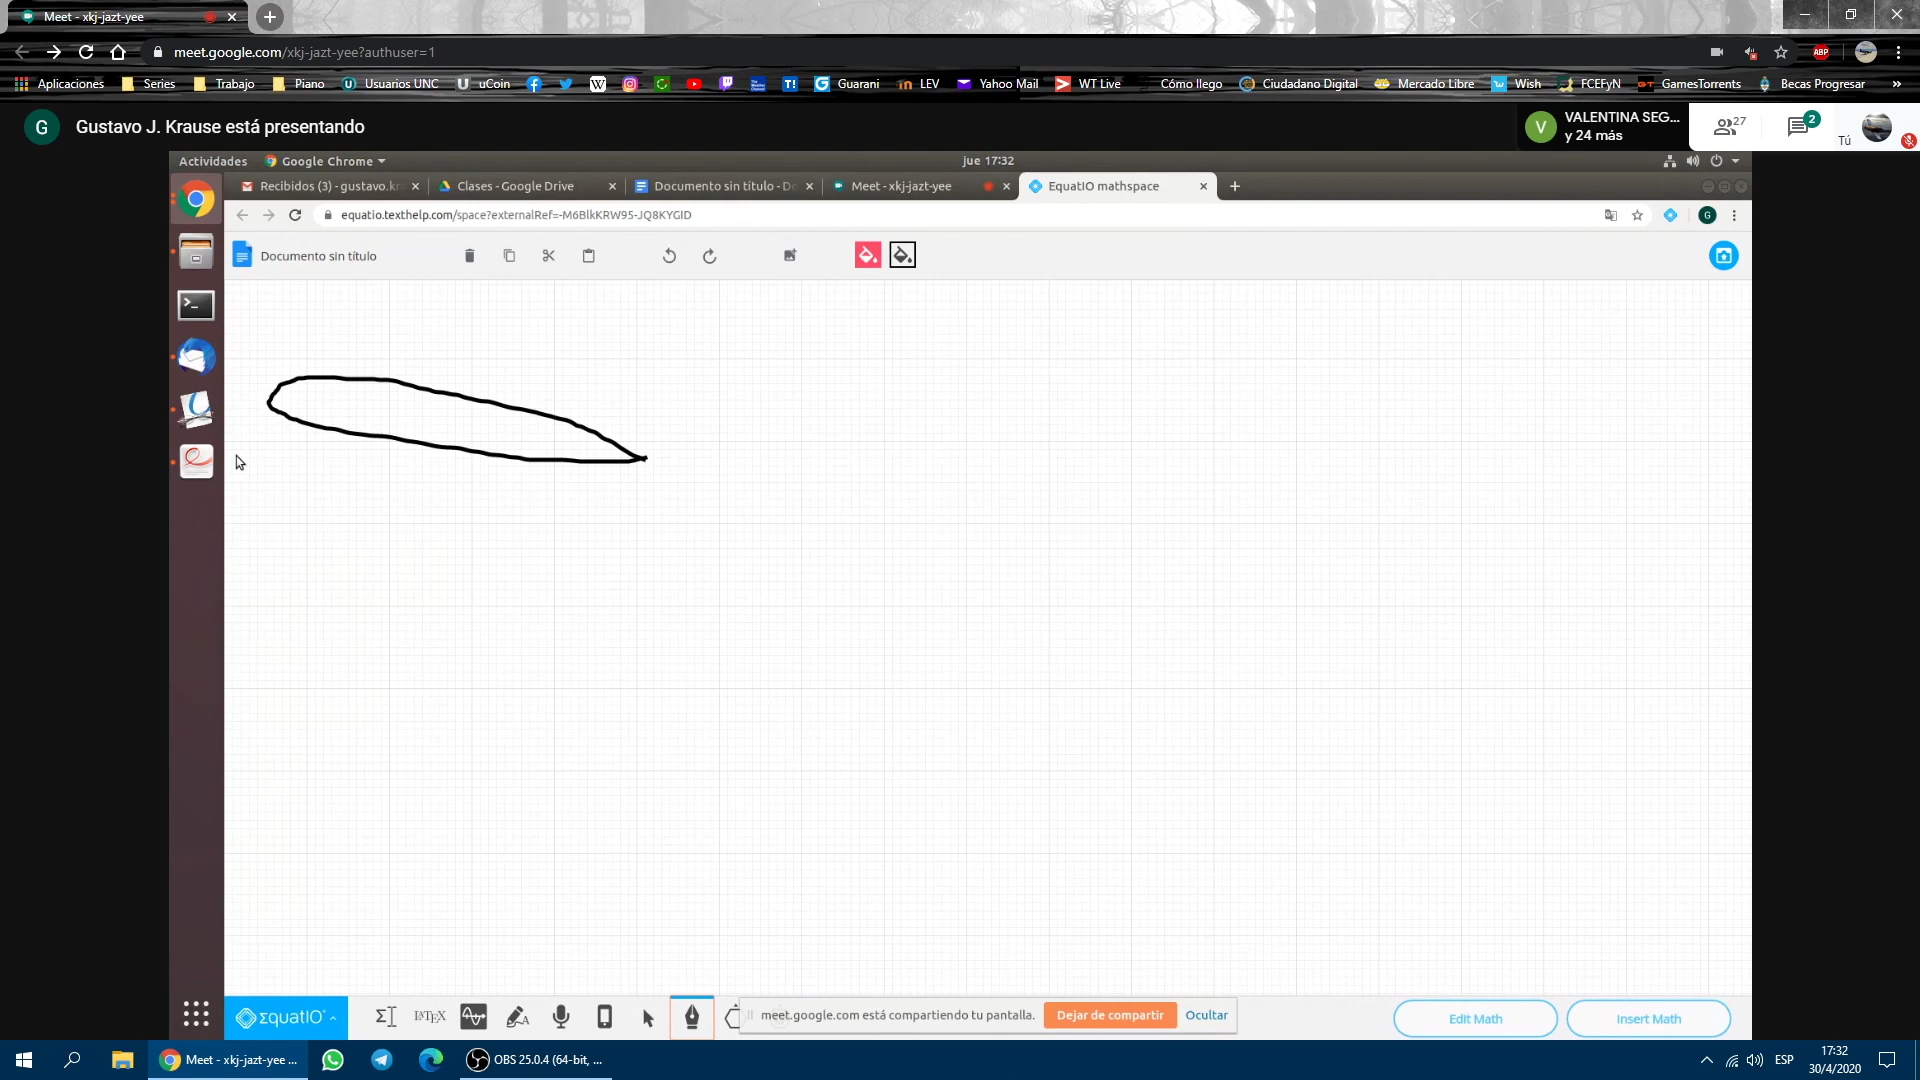 Meet - xkj-jazt-yee
meet.google.com/xkj-jazt-yee?authuser=1
ABP
Aplicaciones
Series
Trabajo
Piano
Usuarios UNC
uCoin
Guarani
LEV
Yahoo Mail
WT Live
Cómo llego
Ciudadano Digital
Mercado Libre
Wish
FCEFyN
GamesTorrents
Becas Progresar
»
G
Gustavo J. Krause está presentando
V
VALENTINA SEG...
y 24 más
27
2
Tú
Actividades
Google Chrome
jue 17:32
Recibidos (3) - gustavo.kr
Clases - Google Drive
Documento sin título - Do
Meet - xkj-jazt-yee
EquatIO mathspace
equatio.texthelp.com/space?externalRef=-M6BlkKRW95-JQ8KYGID
G
Documento sin título
EquatIO
LATEX
meet.google.com está compartiendo tu pantalla.
Dejar de compartir
Ocultar
Edit Math
Insert Math
Meet - xkj-jazt-yee ...
OBS 25.0.4 (64-bit, ...
ESP
17:32
30/4/2020